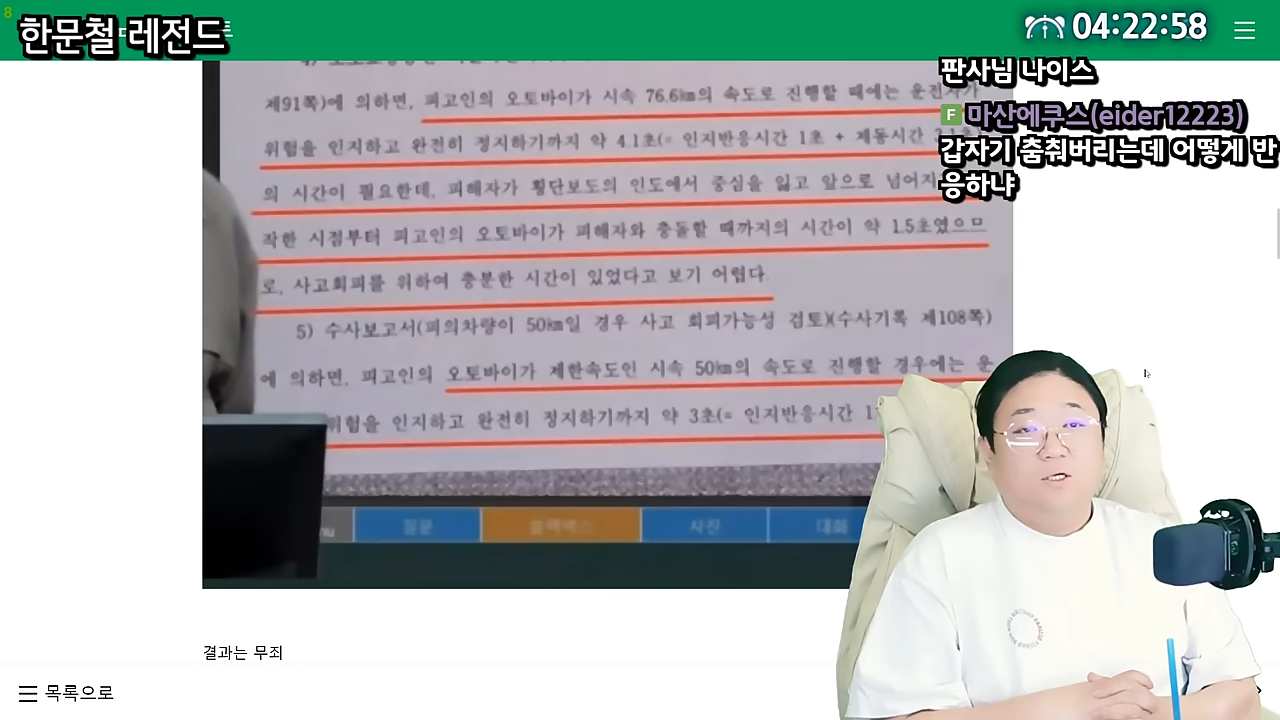 8
한문철 레전드
04:22:58
판사님 나이스
F 마산에쿠스(eider12223)
갑자기 춤춰버리는데 어떻게 반
응하냐
제91쪽)에 의하면, 피고인의 오토바이가 시속 76.6km의 속도로 진행할 때에는 운전자가
위험을 인지하고 완전히 정지하기까지 약 4.1초(= 인지반응시간 1초 + 제동시간
의 시간이 필요한데, 피해자가 횡단보도의 인도에서 중심을 잃고 앞으로 넘어지
작한 시점부터 피고인의 오토바이가 피해자와 충돌할 때까지의 시간이 약 1.5초였으므
로, 사고회피를 위하여 충분한 시간이 있었다고 보기 어렵다.
5) 수사보고서(피의차량이 50km일 경우 사고 회피가능성 검토)(수사기록 제108쪽)
에 의하면, 피고인의 오토바이가 제한속도인 시속 50km의 속도로 진행할 경우에는 운
위험을 인지하고 완전히 정지하기까지 약 3초(= 인지반응시간 1
nu 질문 블랙박스 사진 대화
결과는 무죄
목록으로